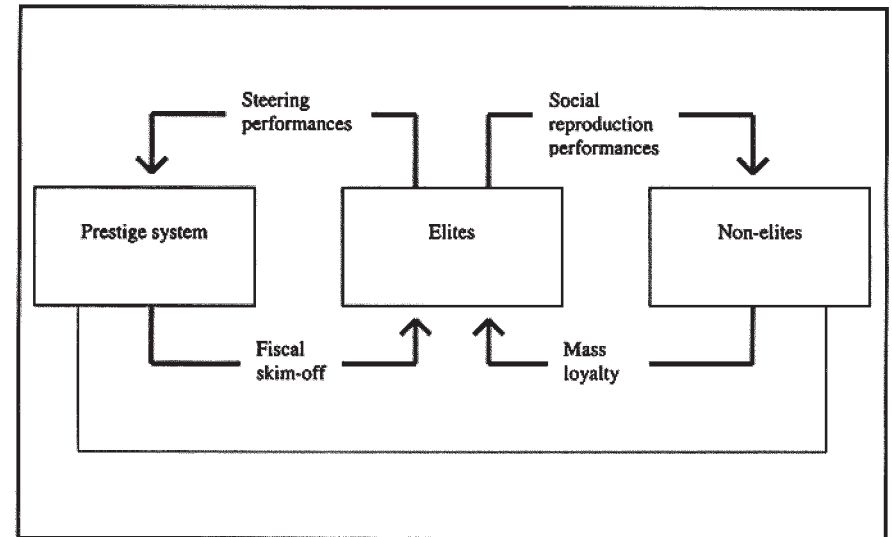 Steering
performances
Social
reproduction
performances
Prestige system
Elites
Non-elites
Fiscal
skim-off
Mass
loyalty